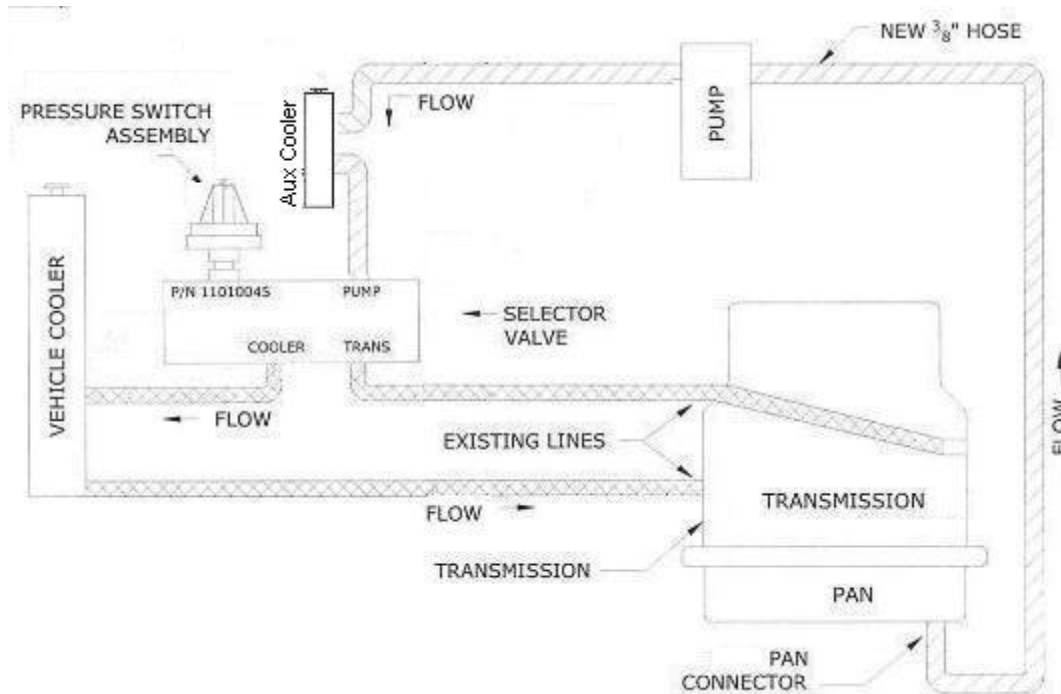 NEW 3/8" HOSE
PRESSURE SWITCH
ASSEMBLY
Aux Cooler
FLOW
PUMP
VEHICLE COOLER
P/N 11010045
PUMP
COOLER
TRANS
SELECTOR
VALVE
FLOW
EXISTING LINES
FLOW
FLOW
TRANSMISSION
TRANSMISSION
PAN
PAN
CONNECTOR